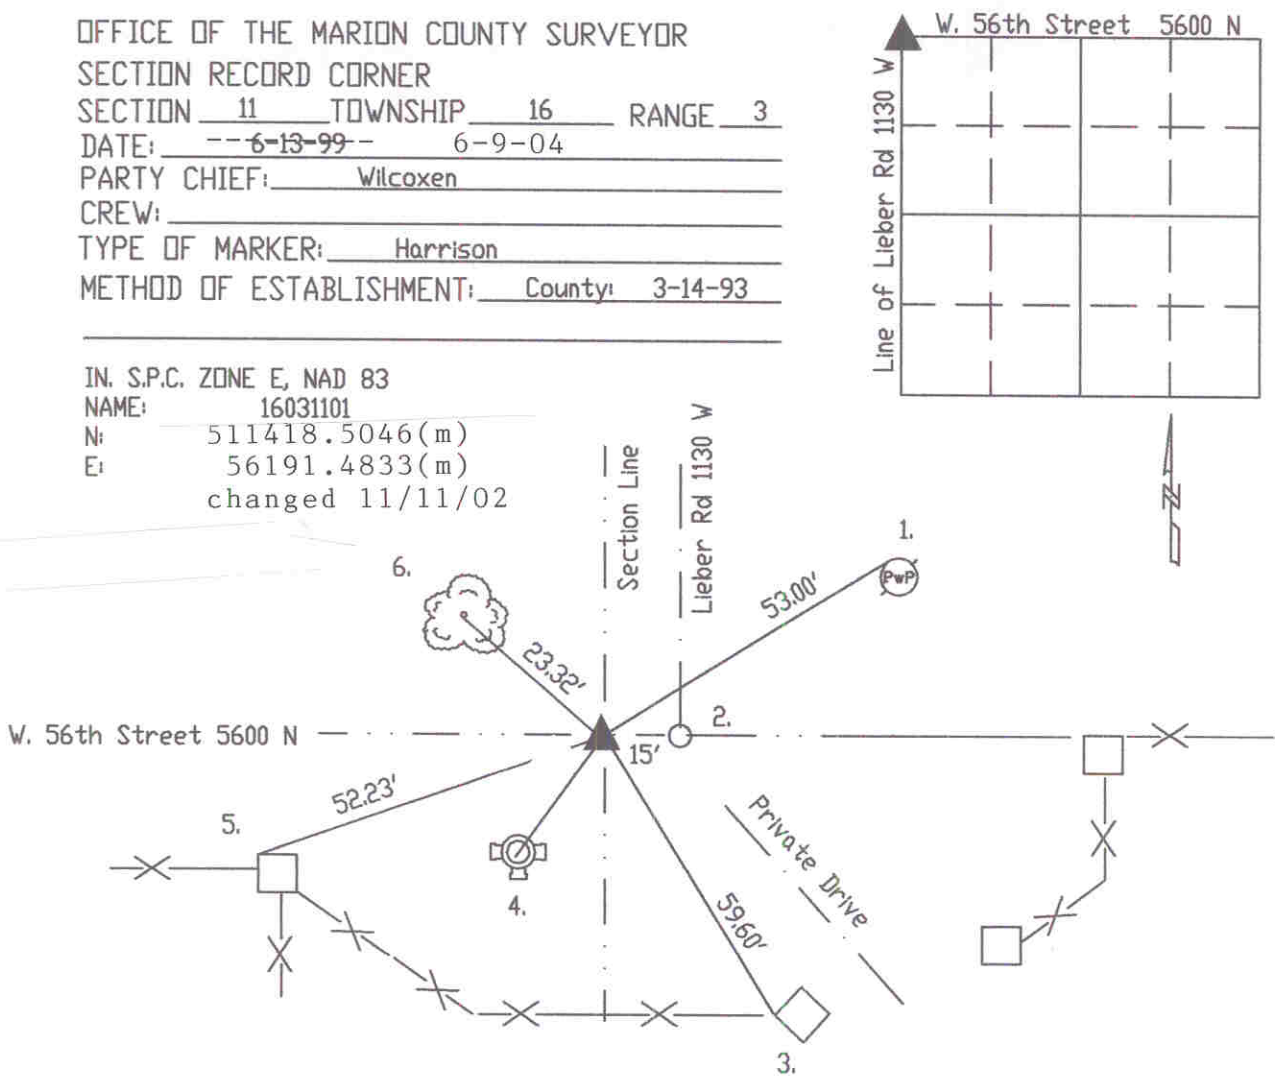 OFFICE OF THE MARION COUNTY SURVEYOR
SECTION RECORD CORNER
SECTION 11 TOWNSHIP 16 RANGE 3
DATE: 6-13-99 6-9-04
PARTY CHIEF: Wilcoxen
CREW:
TYPE OF MARKER: Harrison
METHOD OF ESTABLISHMENT: County: 3-14-93
IN. S.P.C. ZONE E, NAD 83
NAME: 16031101
N: 511418.5046(m)
E: 56191.4833(m)
changed 11/11/02
W. 56th Street 5600 N
Line of Lieber Rd 1130 W
N
Section Line
Lieber Rd 1130 W
1.
PwP
53.00'
6.
23.32'
2.
15'
W. 56th Street 5600 N
52.23'
5.
4.
Private Drive
59.60'
3.